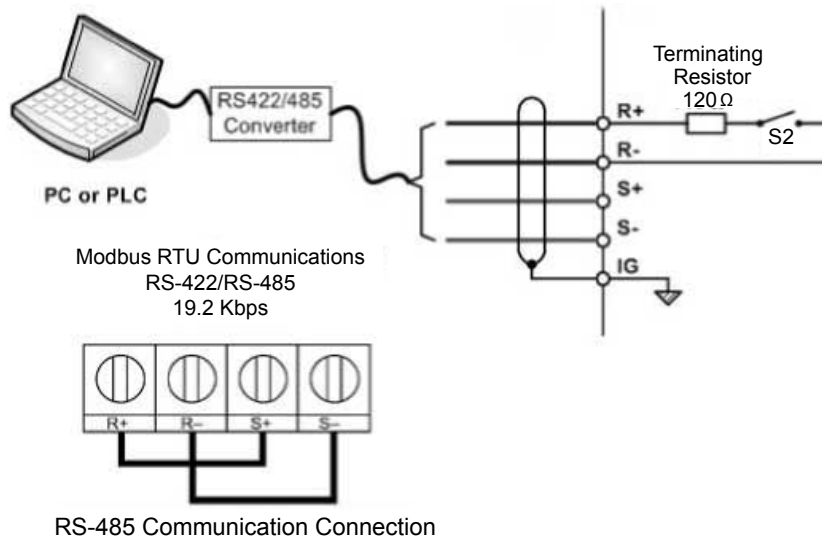 Terminating
Resistor
120Ω
RS422/485
Converter
R+
S2
R-
PC or PLC
S+
S-
IG
Modbus RTU Communications
RS-422/RS-485
19.2 Kbps
R+ R– S+ S–
RS-485 Communication Connection